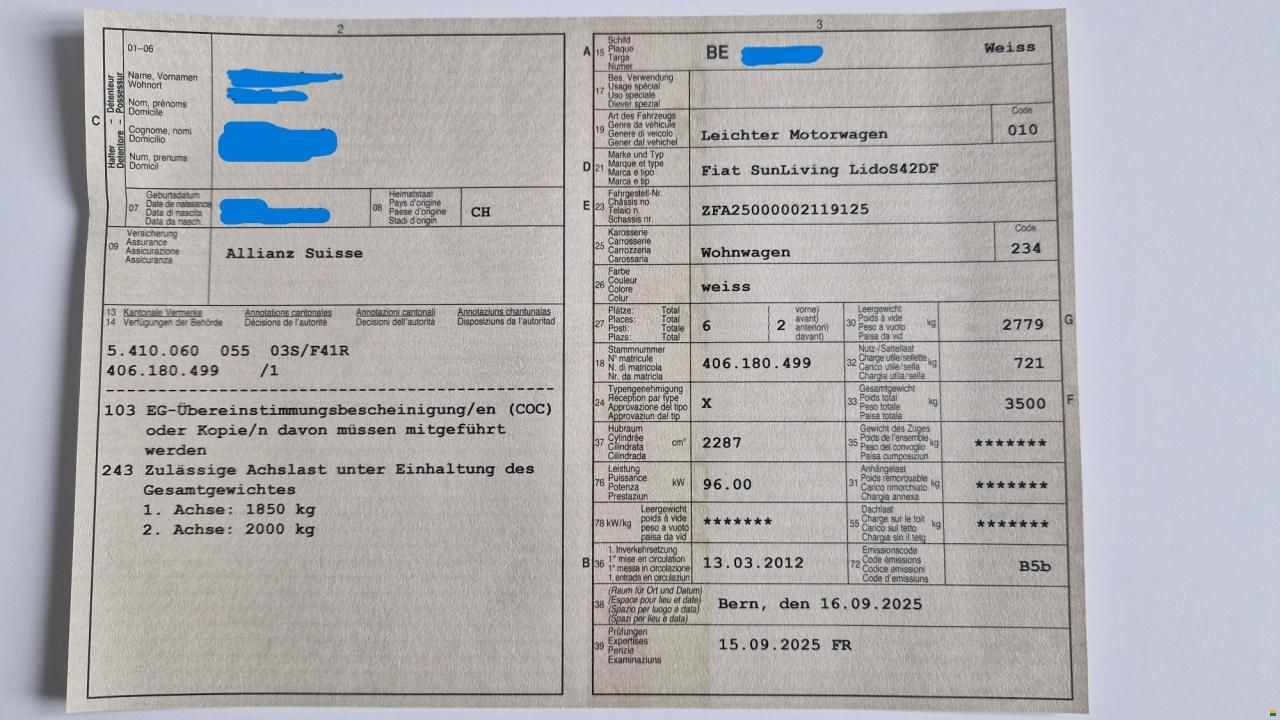 2
01-06
C
Halter - Détenteur
Detentore - Possessur
Name, Vornamen
Wohnort
Nom, prénoms
Domicile
Cognome, nomi
Domicilio
Num, prenums
Domicil
07
Geburtsdatum
Date de naissance
Data di nascita
Data da nasch.
08
Heimatstaat
Pays d'origine
Paese d'origine
Stadi d'origin.
CH
09
Versicherung
Assurance
Assicurazione
Assicuranza
Allianz Suisse
13 Kantonale Vermerke Annotations cantonales Annotazioni cantonali Annotaziuns chantunalas
14 Verfügungen der Behörde Décisions de l'autorité Decisioni dell'autorità Disposiziuns da l'autoritad
5.410.060 055 03S/F41R
406.180.499 /1
103 EG-Übereinstimmungsbescheinigung/en (COC)
oder Kopie/n davon müssen mitgeführt
werden
243 Zulässige Achslast unter Einhaltung des
Gesamtgewichtes
1. Achse: 1850 kg
2. Achse: 2000 kg
3
A 15
Schild
Plaque
Targa
Numer
BE Weiss
17
Bes. Verwendung
Usage spécial
Uso speciale
Diever spezial
19
Art des Fahrzeugs
Genre de véhicule
Genere di veicolo
Gener dal vehichel
Leichter Motorwagen
Code
010
D 21
Marke und Typ
Marque et type
Marca e tipo
Marca e tip
Fiat SunLiving LidoS42DF
E 23
Fahrgestell-Nr.
Châssis no
Telaio n.
Schassis nr.
ZFA25000002119125
25
Karosserie
Carrosserie
Carrozzeria
Carossaria
Wohnwagen
Code
234
26
Farbe
Couleur
Colore
Colur
weiss
27
Plätze: Total
Places: Total
Posti: Totale
Plazs: Total
6
2
vorne)
avant)
anteriori)
davant)
30
Leergewicht
Poids à vide
Peso a vuoto
Paisa da vid
kg
2779
G
18
Stammnummer
N° matricule
N. di matricola
Nr. da matricla
406.180.499
32
Nutz-/Sattellast
Charge utile/sellette
Carico utile/sella
Chargia utila/sella
kg
721
24
Typengenehmigung
Réception par type
Approvazione del tipo
Approvaziun dal tip
X
33
Gesamtgewicht
Poids total
Peso totale
Paisa totala
kg
3500
F
37
Hubraum
Cylindrée
Cilindrata
Cilindrada
cm³
2287
35
Gewicht des Zuges
Poids de l'ensemble
Peso del convoglio
Paisa cumposiziun
kg
*******
76
Leistung
Puissance
Potenza
Prestaziun
kW
96.00
31
Anhängelast
Poids remorquable
Carico rimorchiato
Chargia annexa
kg
*******
78 kW/kg
Leergewicht
poids à vide
peso a vuoto
paisa da vid
*******
55
Dachlast
Charge sur le toit
Carico sul tetto
Chargia sin il tetg
kg
*******
B 36
1. Inverkehrsetzung
1re mise en circulation
1a messa in circolazione
1. entrada en circulaziun
13.03.2012
72
Emissionscode
Code émissions
Codice emissioni
Code d'emissiuns
B5b
38
(Raum für Ort und Datum)
(Espace pour lieu et date)
(Spazio per luogo e data)
(Spazi per lieu e data)
Bern, den 16.09.2025
39
Prüfungen
Expertises
Perizie
Examinaziuns
15.09.2025 FR